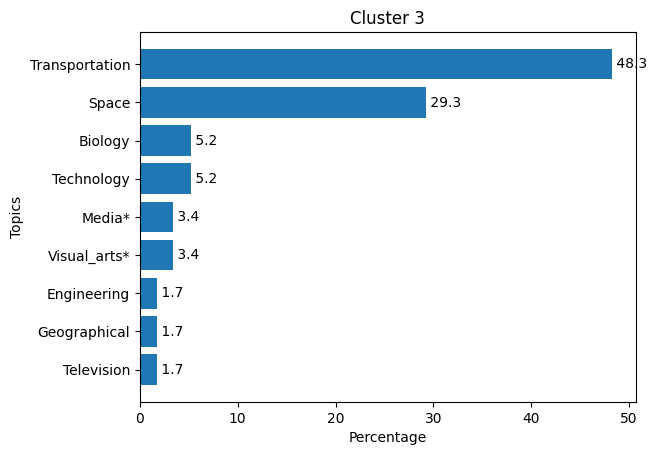 Cluster 3
Topics
Transportation 48.3
Space 29.3
Biology 5.2
Technology 5.2
Media* 3.4
Visual_arts* 3.4
Engineering 1.7
Geographical 1.7
Television 1.7
0 10 20 30 40 50
Percentage